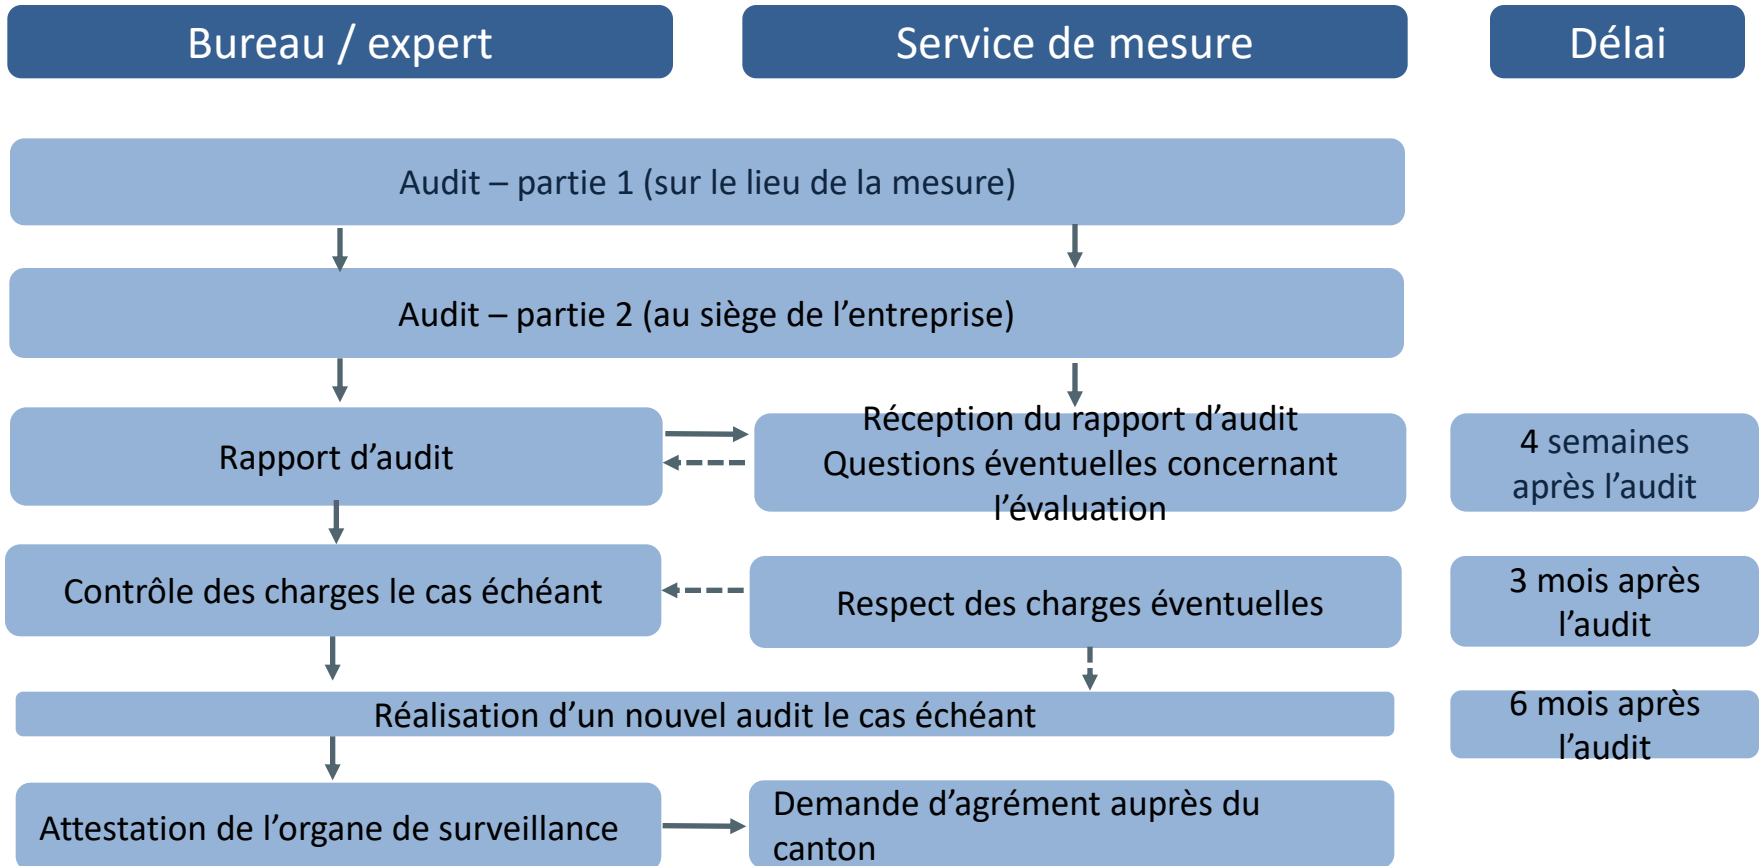 Bureau / expert
Service de mesure
Délai
Audit – partie 1 (sur le lieu de la mesure)
Audit – partie 2 (au siège de l’entreprise)
Rapport d’audit
Réception du rapport d’audit
Questions éventuelles concernant
l’évaluation
4 semaines
après l’audit
Contrôle des charges le cas échéant
Respect des charges éventuelles
3 mois après
l’audit
Réalisation d’un nouvel audit le cas échéant
6 mois après
l’audit
Attestation de l’organe de surveillance
Demande d’agrément auprès du
canton